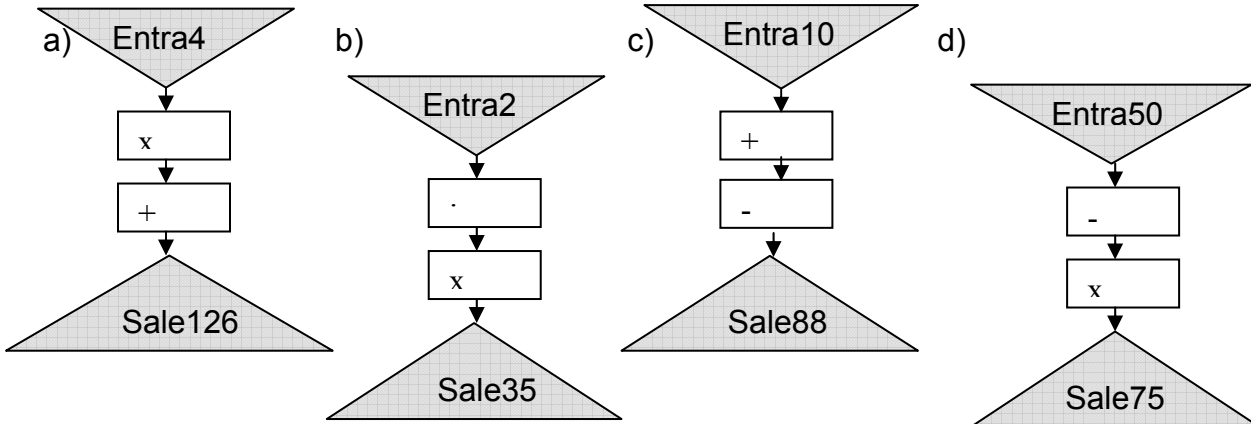 a)
Entra4
x
+
Sale126
b)
Entra2
·
x
Sale35
c)
Entra10
+
-
Sale88
d)
Entra50
-
x
Sale75